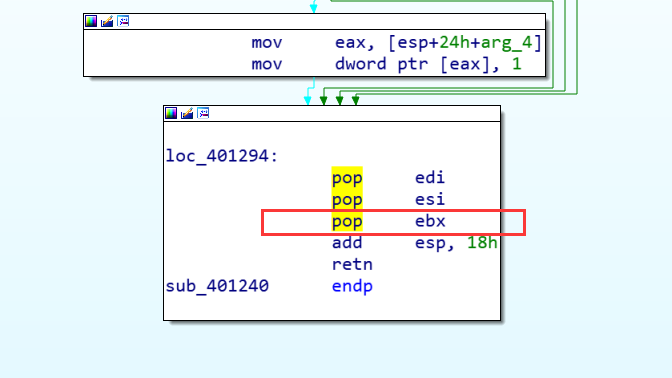 mov eax, [esp+24h+arg_4]
mov dword ptr [eax], 1
loc_401294:
pop edi
pop esi
pop ebx
add esp, 18h
retn
sub_401240 endp